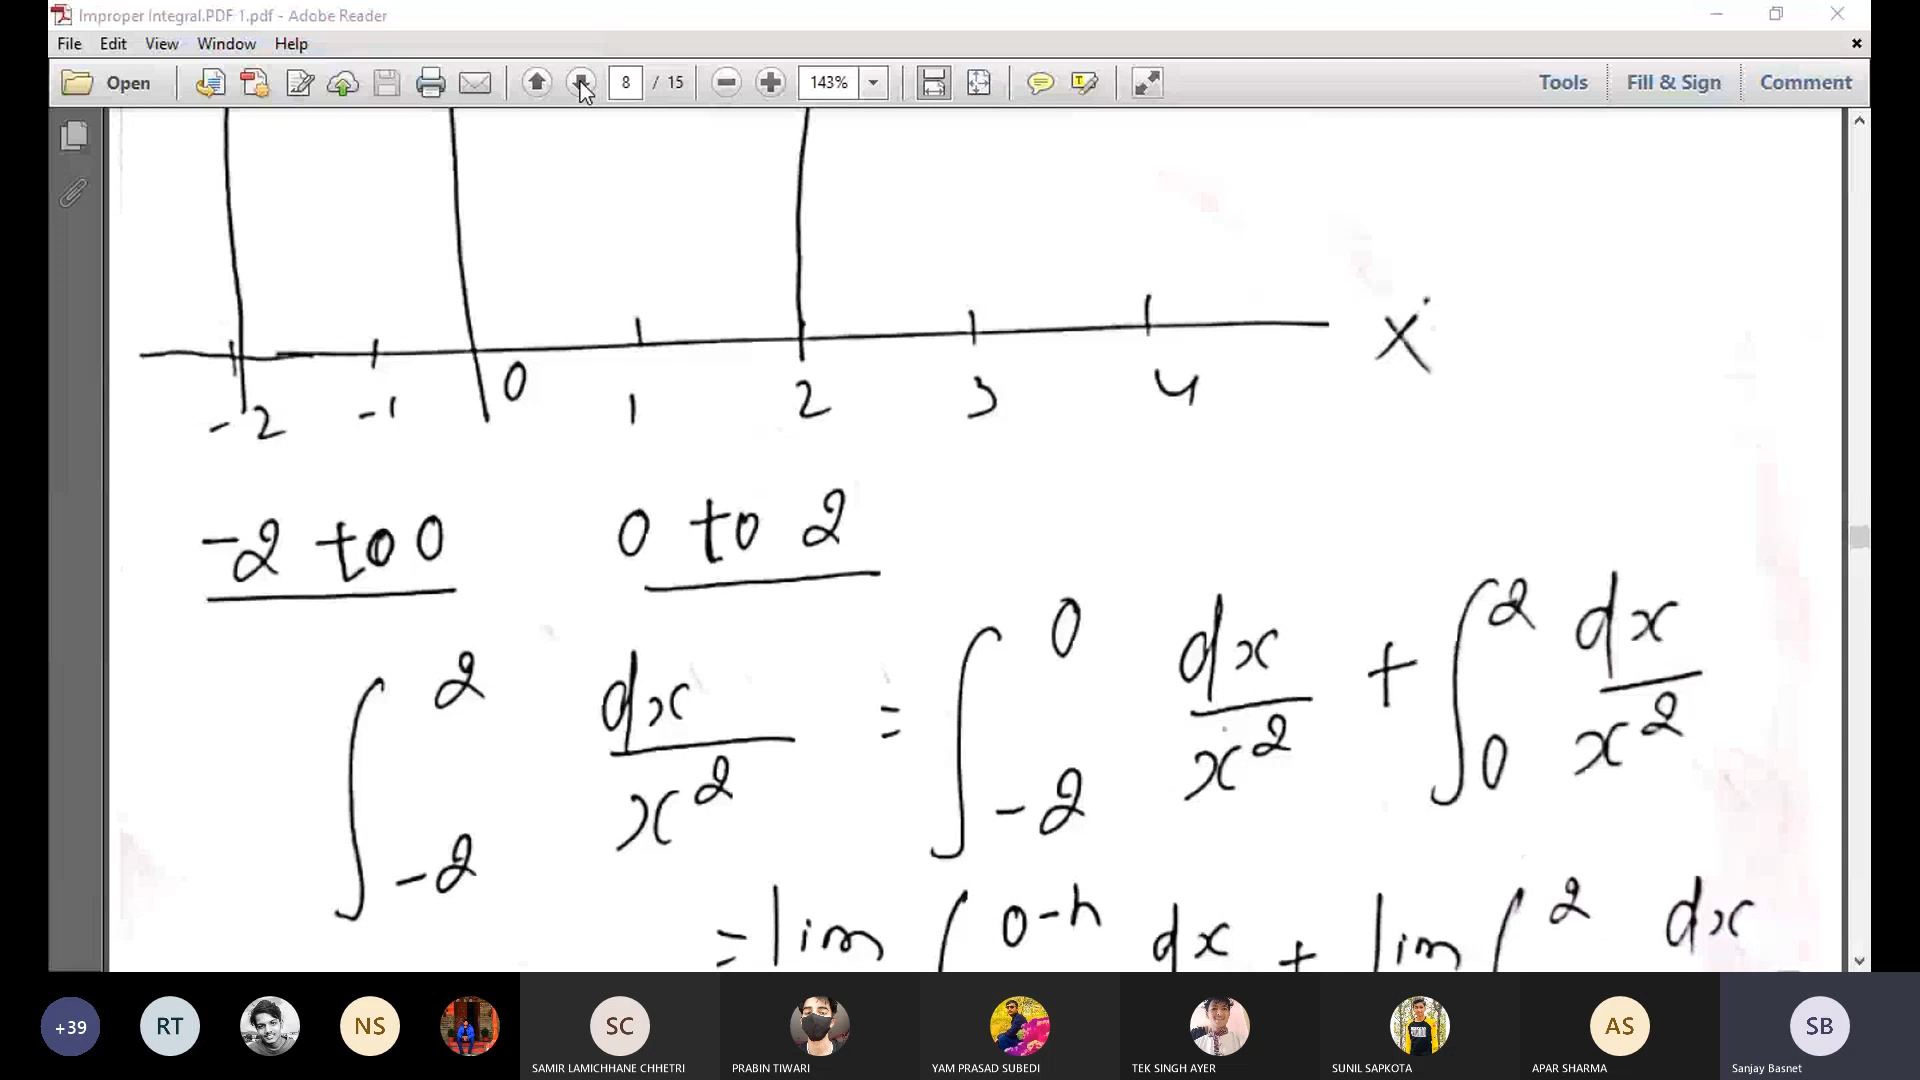 Improper Integral.PDF 1.pdf - Adobe Reader
File Edit View Window Help
Open 8 / 15 143% Tools Fill & Sign Comment
X
-2 -1 0 1 2 3 4
-2 to 0 0 to 2
∫_{-2}^{2} dx/x² = ∫_{-2}^{0} dx/x² + ∫_{0}^{2} dx/x²
= lim ∫^{0-h} dx + lim ∫^{2} dx
+39 RT NS SC AS SB
SAMIR LAMICHHANE CHHETRI PRABIN TIWARI YAM PRASAD SUBEDI TEK SINGH AYER SUNIL SAPKOTA APAR SHARMA Sanjay Basnet